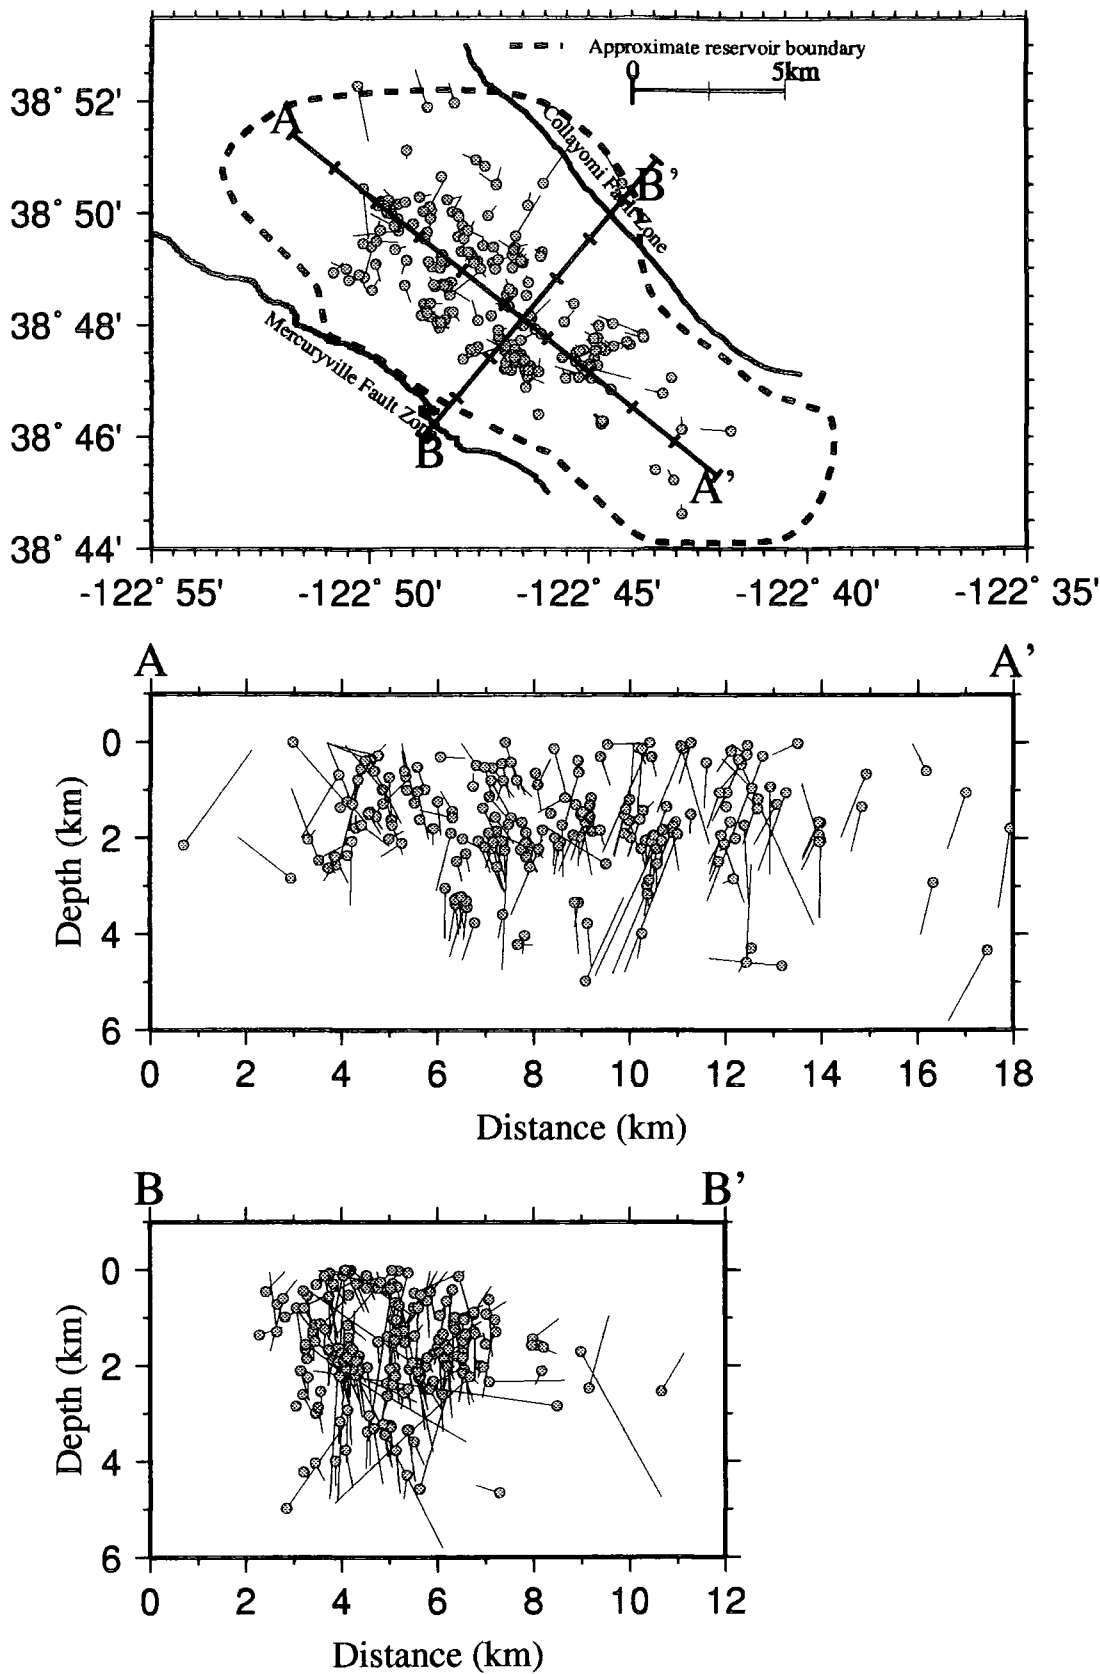 Approximate reservoir boundary
0 5km
38° 52'
A
Collayomi Fault Zone
B'
38° 50'
38° 48'
Mercuryville Fault Zone
38° 46'
B
A'
38° 44'
-122° 55' -122° 50' -122° 45' -122° 40' -122° 35'
A A'
0
2
4
6
Depth (km)
0 2 4 6 8 10 12 14 16 18
Distance (km)
B B'
0
2
4
6
Depth (km)
0 2 4 6 8 10 12
Distance (km)